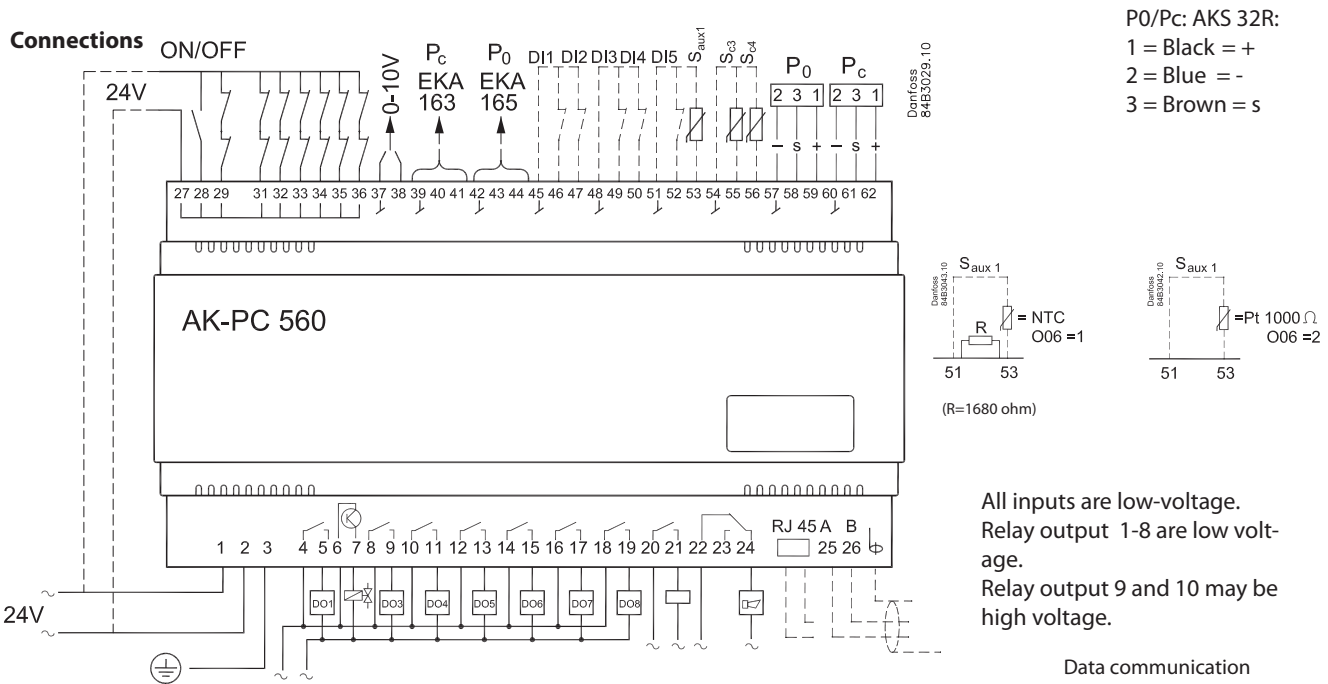 Connections
ON/OFF
24V
0-10V
Pc
EKA
163
P0
EKA
165
DI1 DI2 DI3 DI4 DI5 Saux1 Sc3 Sc4
P0
2 3 1
– s +
Pc
2 3 1
– s +
Danfoss
84B3029.10
P0/Pc: AKS 32R:
1 = Black = +
2 = Blue = -
3 = Brown = s
27 28 29 31 32 33 34 35 36 37 38 39 40 41 42 43 44 45 46 47 48 49 50 51 52 53 54 55 56 57 58 59 60 61 62
AK-PC 560
Danfoss
84B3043.10
Saux 1
R
= NTC
O06 =1
51 53
(R=1680 ohm)
Danfoss
84B3042.10
Saux 1
=Pt 1000 Ω
O06 =2
51 53
RJ 45 A B
1 2 3 4 5 6 7 8 9 10 11 12 13 14 15 16 17 18 19 20 21 22 23 24 25 26
DO1 DO3 DO4 DO5 DO6 DO7 DO8
24V
All inputs are low-voltage.
Relay output 1-8 are low volt-
age.
Relay output 9 and 10 may be
high voltage.
Data communication